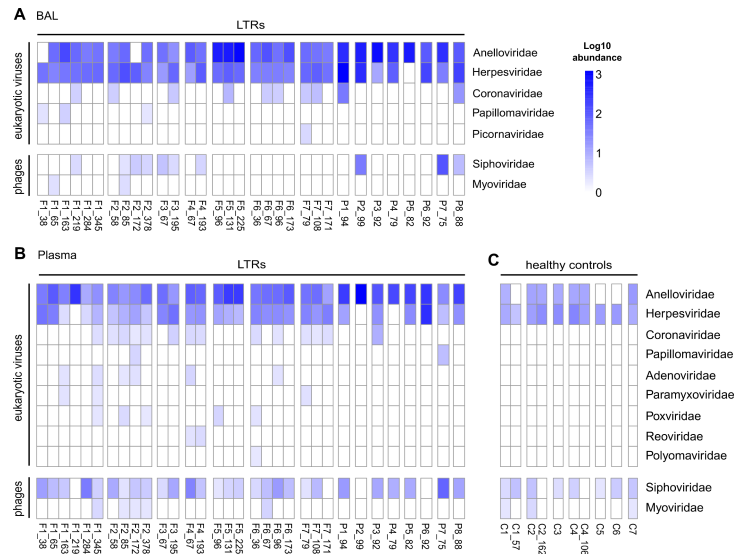 A BAL
LTRs
eukaryotic viruses
phages
Anelloviridae
Herpesviridae
Coronaviridae
Papillomaviridae
Picornaviridae
Siphoviridae
Myoviridae
F1_38 F1_65 F1_163 F1_219 F1_284 F1_345 F2_58 F2_85 F2_172 F2_378 F3_67 F3_195 F4_67 F4_193 F5_96 F5_131 F5_225 F6_36 F6_67 F6_96 F6_173 F7_79 F7_108 F7_171 P1_94 P2_99 P3_92 P4_79 P5_82 P6_92 P7_75 P8_88
Log10
abundance
3
2
1
0
B Plasma
LTRs
eukaryotic viruses
phages
F1_38 F1_65 F1_163 F1_219 F1_284 F1_345 F2_58 F2_85 F2_172 F2_378 F3_67 F3_195 F4_67 F4_193 F5_96 F5_131 F5_225 F6_36 F6_67 F6_96 F6_173 F7_79 F7_108 F7_171 P1_94 P2_99 P3_92 P4_79 P5_82 P6_92 P7_75 P8_88
C
healthy controls
Anelloviridae
Herpesviridae
Coronaviridae
Papillomaviridae
Adenoviridae
Paramyxoviridae
Poxviridae
Reoviridae
Polyomaviridae
Siphoviridae
Myoviridae
C1 C1_57 C2 C2_162 C3 C4 C4_106 C5 C6 C7